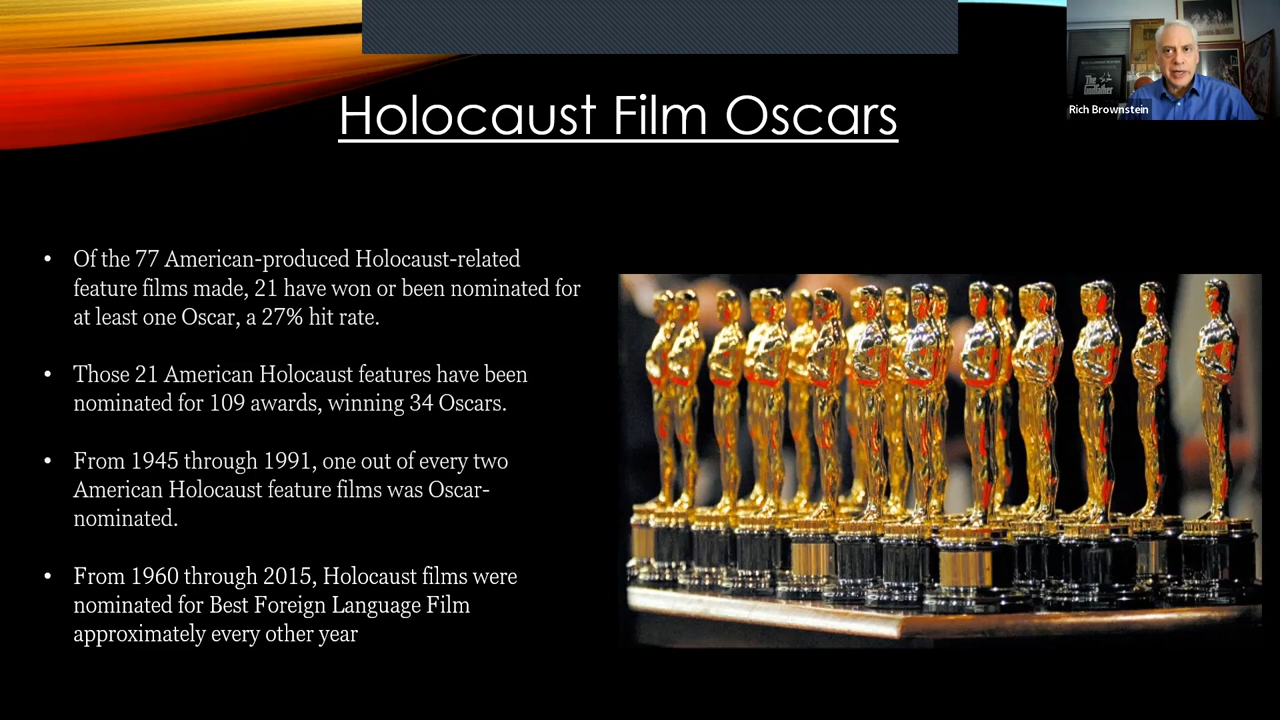 Holocaust Film Oscars
Rich Brownstein
The
Godfather
• Of the 77 American-produced Holocaust-related
feature films made, 21 have won or been nominated for
at least one Oscar, a 27% hit rate.
• Those 21 American Holocaust features have been
nominated for 109 awards, winning 34 Oscars.
• From 1945 through 1991, one out of every two
American Holocaust feature films was Oscar-
nominated.
• From 1960 through 2015, Holocaust films were
nominated for Best Foreign Language Film
approximately every other year